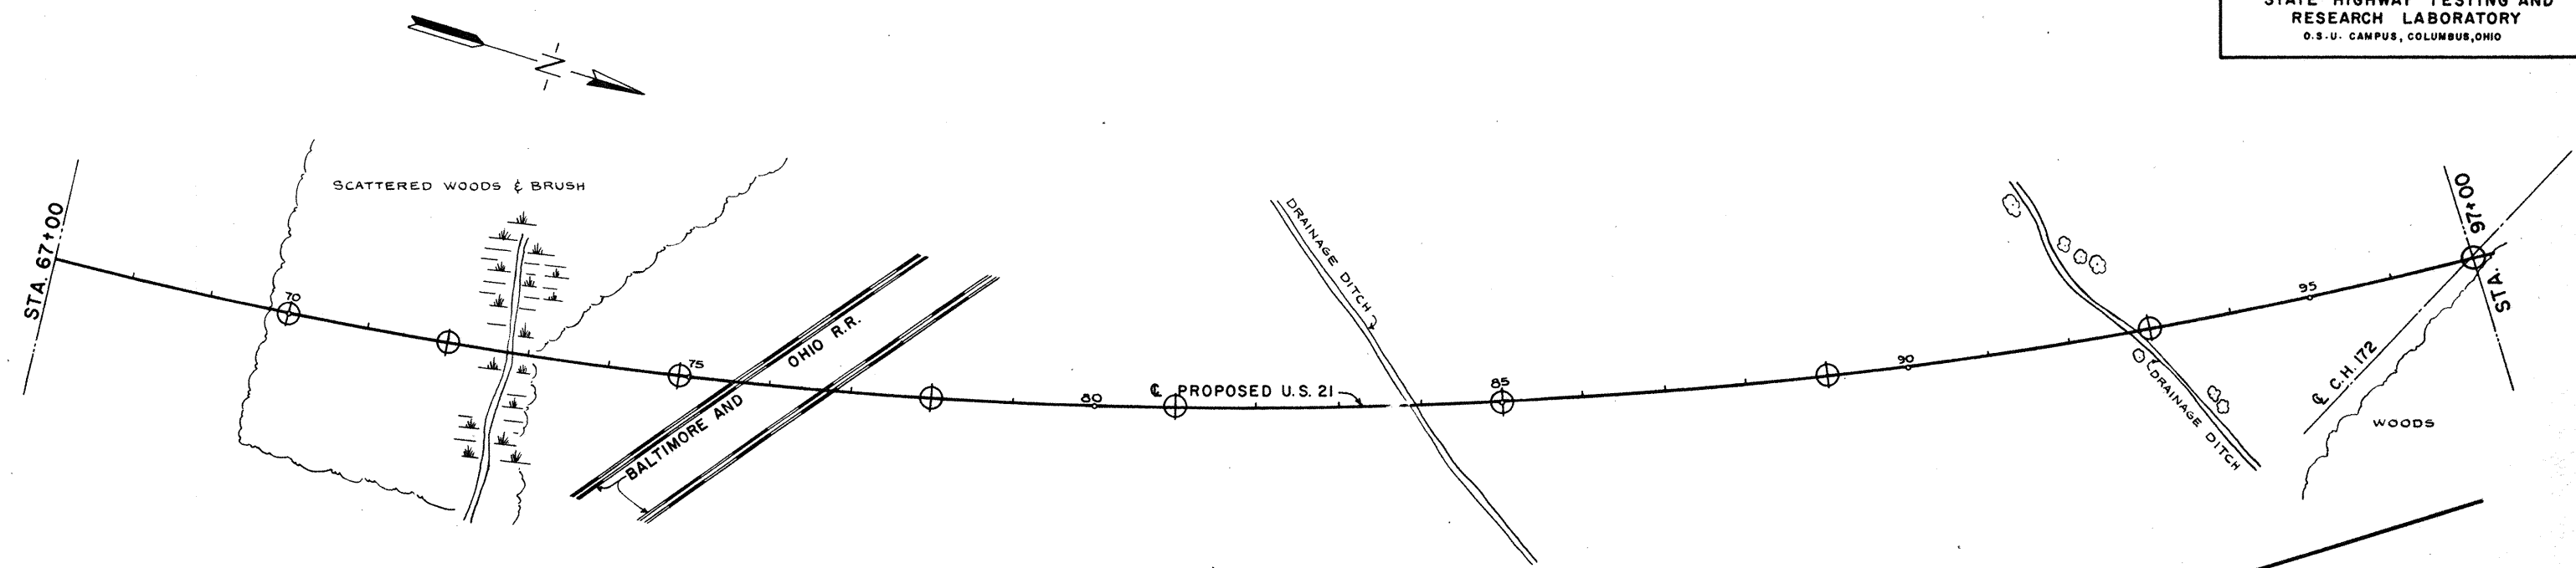 STATE HIGHWAY TESTING AND
RESEARCH LABORATORY
O.S.U. CAMPUS, COLUMBUS, OHIO
N
SCATTERED WOODS & BRUSH
STA. 67+00
70
75
BALTIMORE AND OHIO R.R.
80
℄ PROPOSED U.S. 21
DRAINAGE DITCH
85
90
DRAINAGE DITCH
95
STA. 97+00
℄ C.H. 172
WOODS